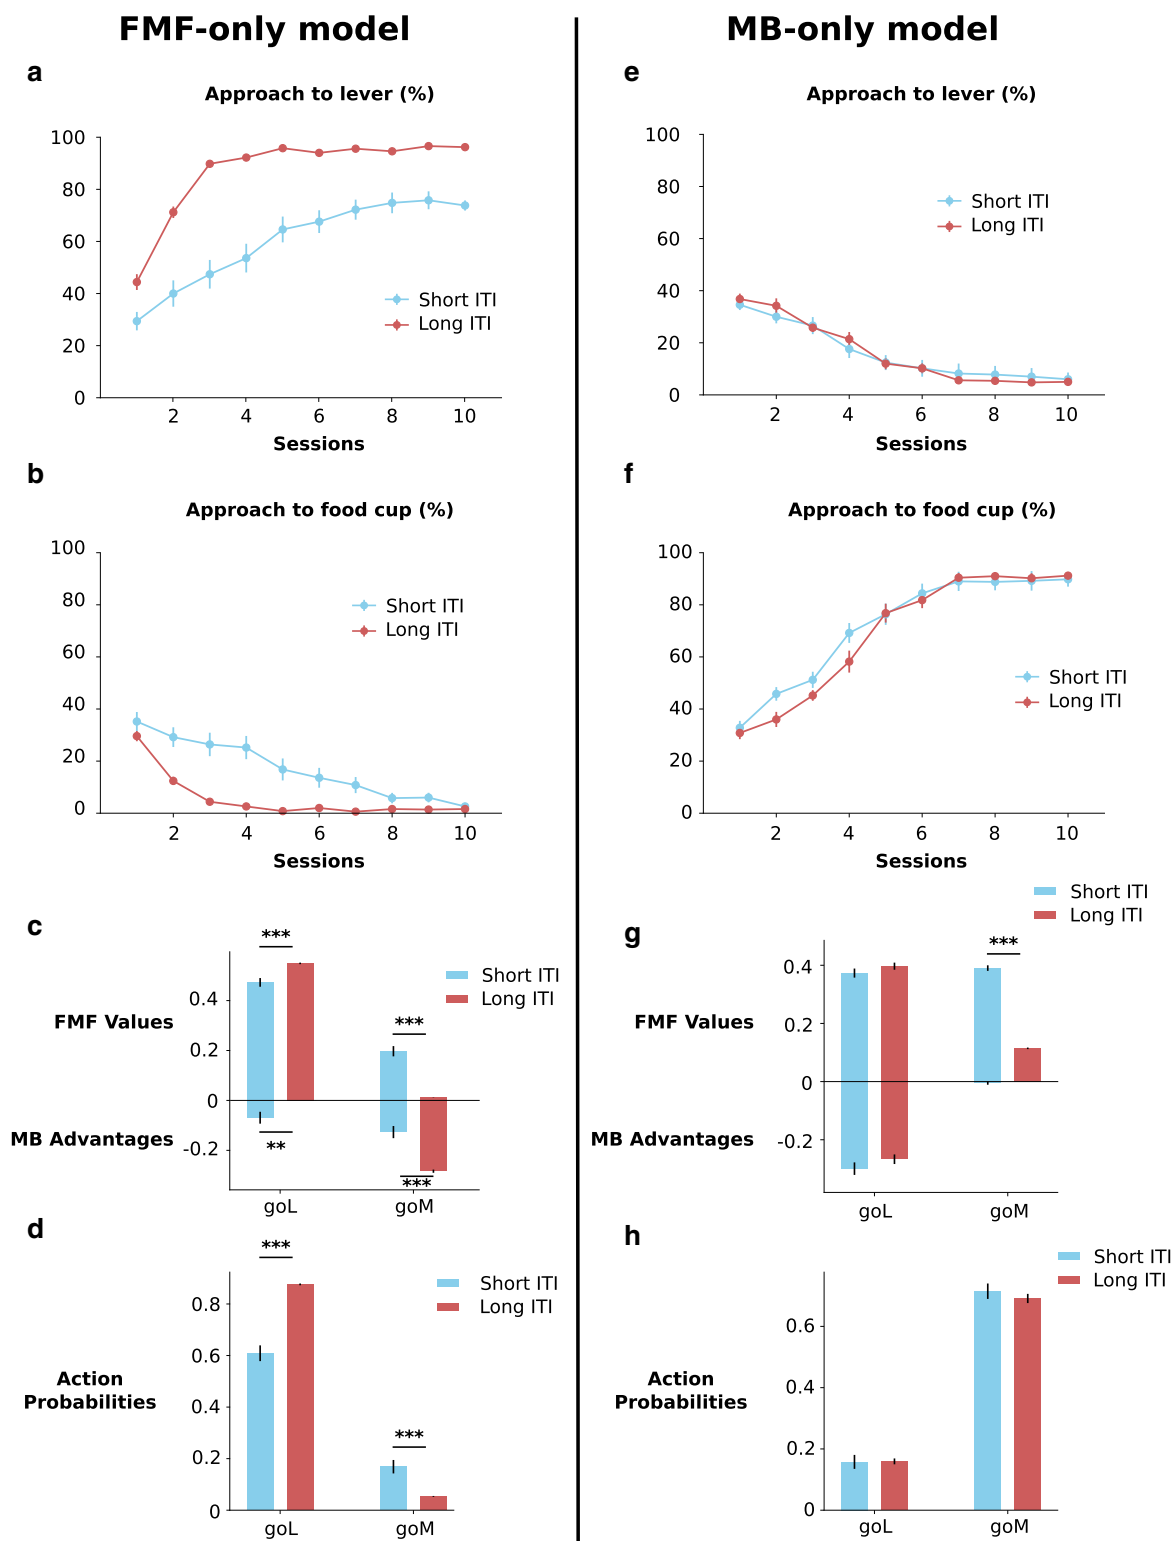 FMF-only model
MB-only model
a
Approach to lever (%)
100
80
60
40
20
0
Short ITI
Long ITI
2 4 6 8 10
Sessions
b
Approach to food cup (%)
100
80
60
40
20
0
Short ITI
Long ITI
2 4 6 8 10
Sessions
c
***
Short ITI
Long ITI
FMF Values
MB Advantages
0.4
0.2
0
-0.2
***
**
***
goL goM
d
***
Short ITI
Long ITI
Action
Probabilities
0.8
0.6
0.4
0.2
0
***
goL goM
e
Approach to lever (%)
100
80
60
40
20
0
Short ITI
Long ITI
2 4 6 8 10
Sessions
f
Approach to food cup (%)
100
80
60
40
20
0
Short ITI
Long ITI
2 4 6 8 10
Sessions
g
Short ITI
Long ITI
***
FMF Values
MB Advantages
0.4
0.2
0
-0.2
goL goM
h
Short ITI
Long ITI
Action
Probabilities
0.6
0.4
0.2
0
goL goM